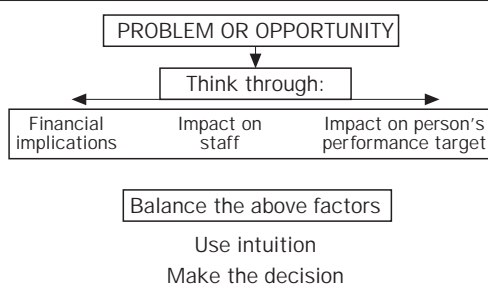 PROBLEM OR OPPORTUNITY
Think through:
Financial implications
Impact on staff
Impact on person's performance target
Balance the above factors
Use intuition
Make the decision